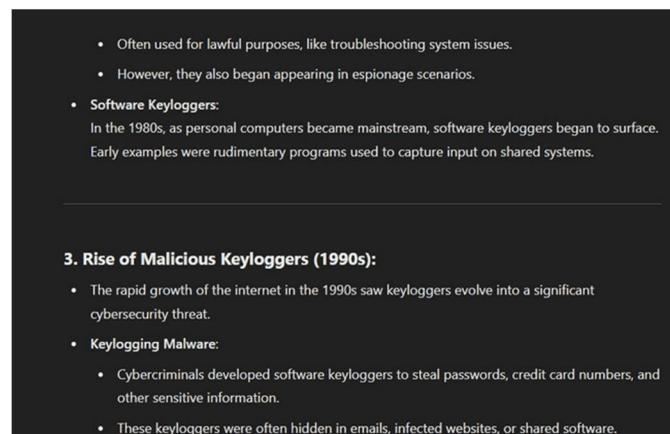 • Often used for lawful purposes, like troubleshooting system issues.
• However, they also began appearing in espionage scenarios.
• Software Keyloggers:
In the 1980s, as personal computers became mainstream, software keyloggers began to surface.
Early examples were rudimentary programs used to capture input on shared systems.
3. Rise of Malicious Keyloggers (1990s):
• The rapid growth of the internet in the 1990s saw keyloggers evolve into a significant
cybersecurity threat.
• Keylogging Malware:
• Cybercriminals developed software keyloggers to steal passwords, credit card numbers, and
other sensitive information.
• These keyloggers were often hidden in emails, infected websites, or shared software.